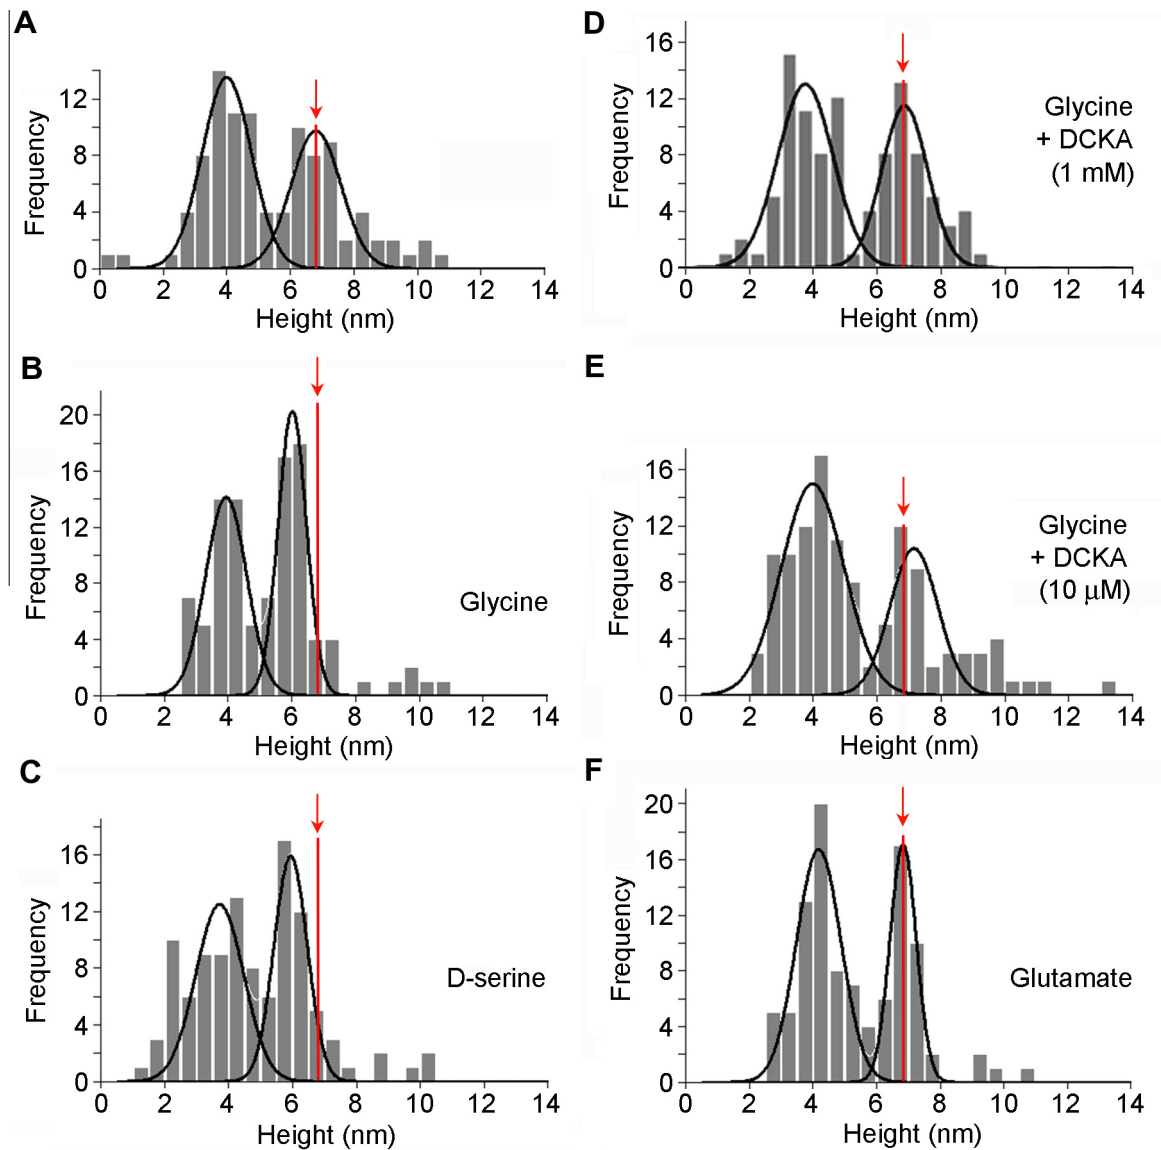 A
Frequency
12
8
4
0
0 2 4 6 8 10 12 14
Height (nm)
B
Frequency
20
16
12
8
4
0
Glycine
0 2 4 6 8 10 12 14
Height (nm)
C
Frequency
16
12
8
4
0
D-serine
0 2 4 6 8 10 12 14
Height (nm)
D
Frequency
16
12
8
4
0
Glycine
+ DCKA
(1 mM)
0 2 4 6 8 10 12 14
Height (nm)
E
Frequency
16
12
8
4
0
Glycine
+ DCKA
(10 μM)
0 2 4 6 8 10 12 14
Height (nm)
F
Frequency
20
16
12
8
4
0
Glutamate
0 2 4 6 8 10 12 14
Height (nm)